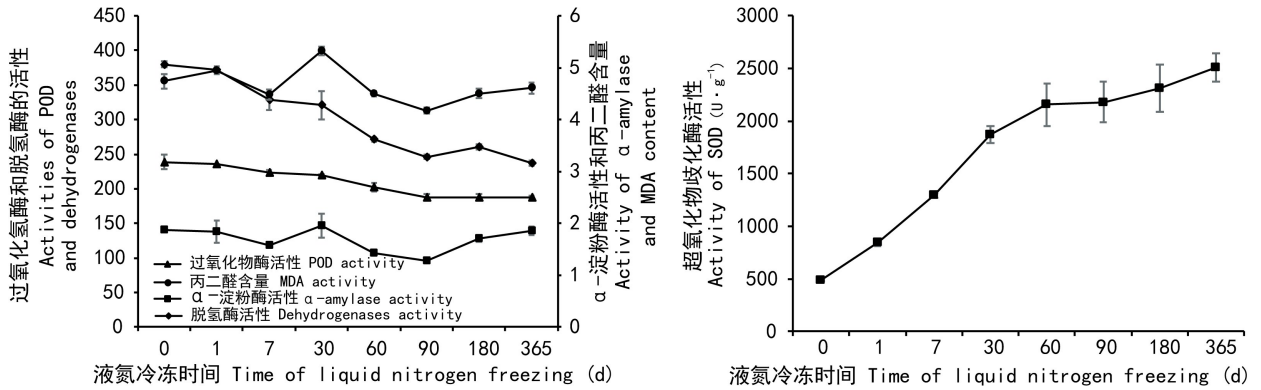 过氧化氢酶和脱氢酶的活性
Activities of POD
and dehydrogenases
450
400
350
300
250
200
150
100
50
0
过氧化物酶活性 POD activity
丙二醛含量 MDA activity
α-淀粉酶活性 α-amylase activity
脱氢酶活性 Dehydrogenases activity
6
5
4
3
2
1
0
α-淀粉酶活性和丙二醛含量
Activity of α-amylase
and MDA content
0 1 7 30 60 90 180 365
液氮冷冻时间 Time of liquid nitrogen freezing (d)
超氧化物歧化酶活性
Activity of SOD (U·g⁻¹)
3000
2500
2000
1500
1000
500
0
0 1 7 30 60 90 180 365
液氮冷冻时间 Time of liquid nitrogen freezing (d)